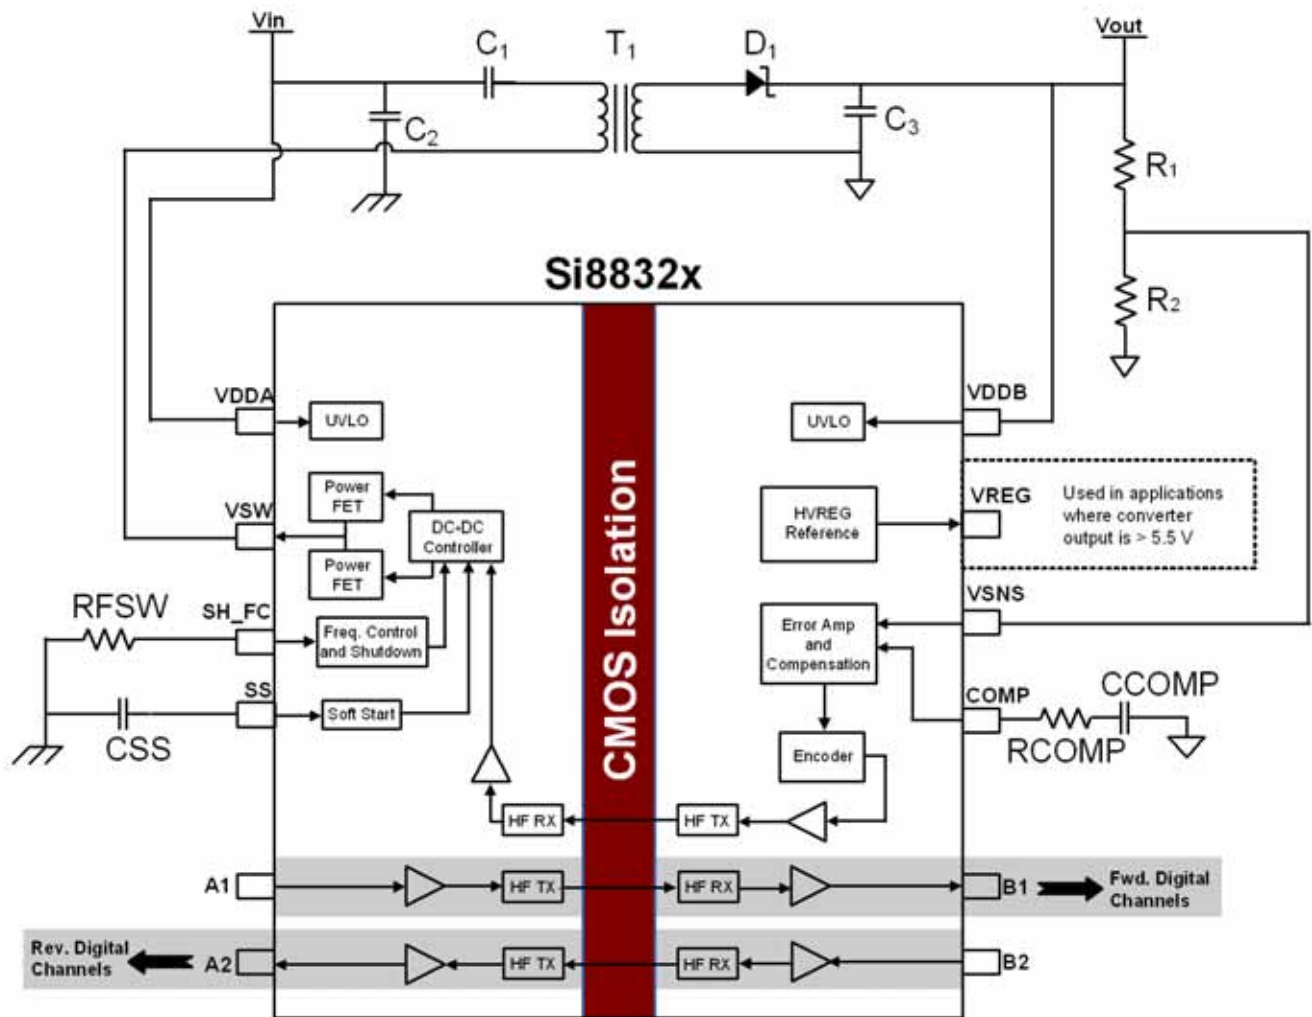 Vin
Vout
C1
T1
D1
C2
C3
R1
R2
Si8832x
VDDA
UVLO
UVLO
VDDB
Power
FET
VSW
DC-DC
Controller
Power
FET
HVREG
Reference
VREG
Used in applications
where converter
output is > 5.5 V
CMOS Isolation
RFSW
SH_FC
Freq. Control
and Shutdown
Error Amp
and
Compensation
VSNS
SS
Soft Start
CSS
COMP
CCOMP
RCOMP
Encoder
HF RX
HF TX
A1
HF TX
HF RX
B1
Fwd. Digital
Channels
Rev. Digital
Channels
A2
HF TX
HF RX
B2